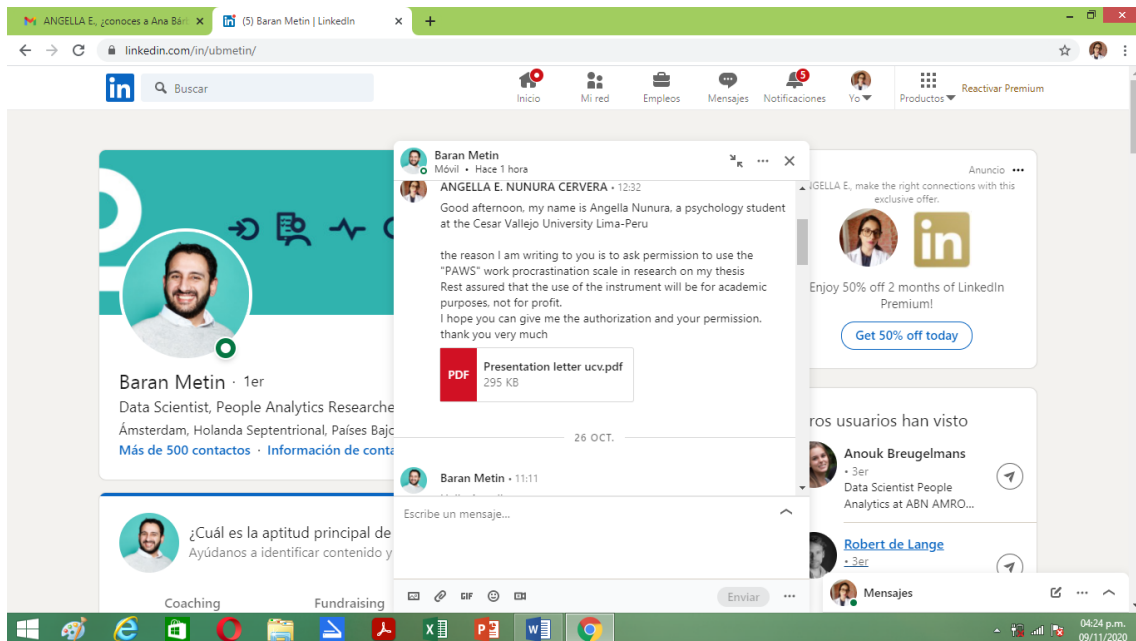 ANGELLA E., ¿conoces a Ana Bár
(5) Baran Metin | LinkedIn
linkedin.com/in/ubmetin/
in
Buscar
Inicio
Mi red
Empleos
Mensajes
5
Notificaciones
Yo
Productos
Reactivar Premium
Baran Metin · 1er
Data Scientist, People Analytics Researche
Ámsterdam, Holanda Septentrional, Países Bajo
Más de 500 contactos · Información de conta
¿Cuál es la aptitud principal de
Ayúdanos a identificar contenido y
Coaching
Fundraising
Baran Metin
Móvil • Hace 1 hora
ANGELLA E. NUNURA CERVERA • 12:32
Good afternoon, my name is Angella Nunura, a psychology student
at the Cesar Vallejo University Lima-Peru
the reason I am writing to you is to ask permission to use the
"PAWS" work procrastination scale in research on my thesis
Rest assured that the use of the instrument will be for academic
purposes, not for profit.
I hope you can give me the authorization and your permission.
thank you very much
PDF
Presentation letter ucv.pdf
295 KB
26 OCT.
Baran Metin • 11:11
Escribe un mensaje...
GIF
Enviar
Anuncio
NGELLA E., make the right connections with this
exclusive offer.
in
Enjoy 50% off 2 months of LinkedIn
Premium!
Get 50% off today
ros usuarios han visto
Anouk Breugelmans
• 3er
Data Scientist People
Analytics at ABN AMRO...
Robert de Lange
• 3er
Mensajes
04:24 p.m.
09/11/2020